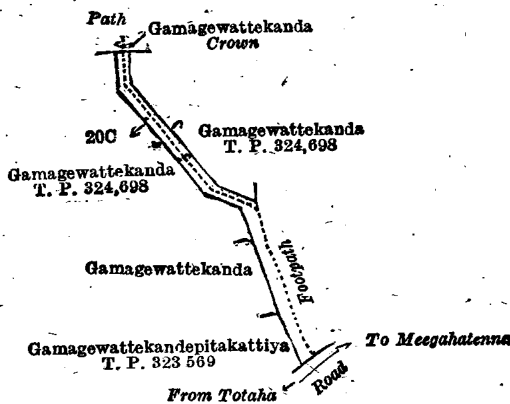 Path
Gamagewattekanda
Crown
20C
Gamagewattekanda
T. P. 324,698
Gamagewattekanda
T. P. 324,698
Gamagewattekanda
Footpath
Gamagewattekandepitakattiya
T. P. 323 569
To Meegahatenna
Road
From Totaha